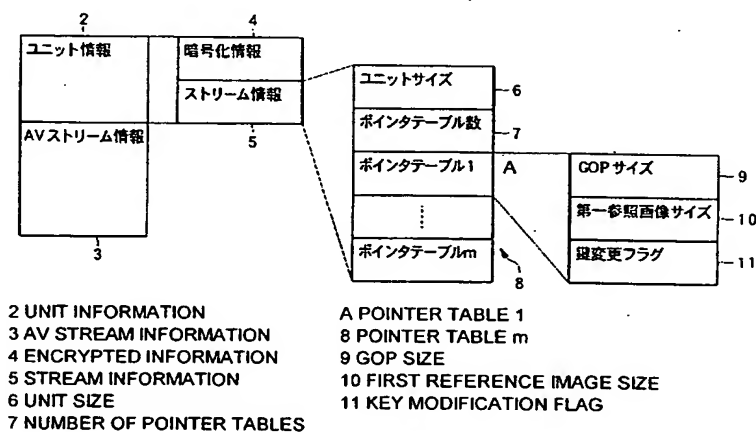 2
4
ユニット情報
暗号化情報
ストリーム情報
5
AVストリーム情報
3
ユニットサイズ
6
ポインタテーブル数
7
ポインタテーブル1
A
ポインタテーブルm
8
GOP サイズ
9
第一参照画像サイズ
10
鍵変更フラグ
11
2 UNIT INFORMATION
3 AV STREAM INFORMATION
4 ENCRYPTED INFORMATION
5 STREAM INFORMATION
6 UNIT SIZE
7 NUMBER OF POINTER TABLES
A POINTER TABLE 1
8 POINTER TABLE m
9 GOP SIZE
10 FIRST REFERENCE IMAGE SIZE
11 KEY MODIFICATION FLAG